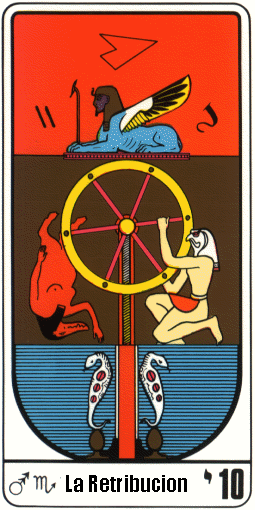 ♂ ♏ La Retribucion י 10